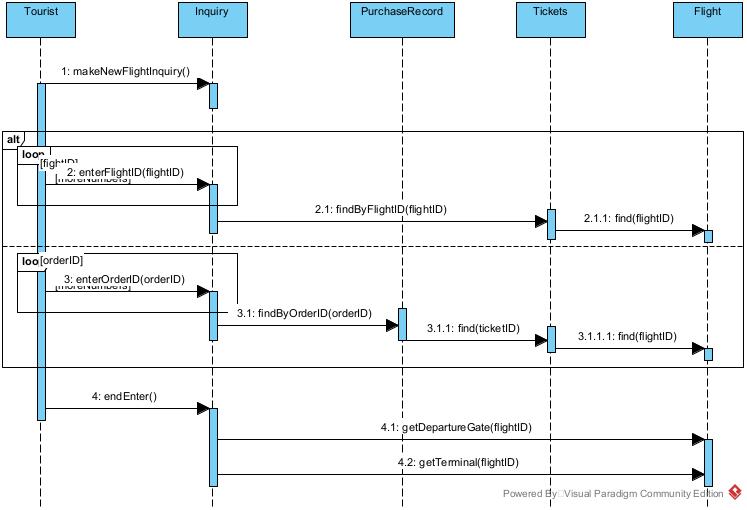 Tourist
Inquiry
PurchaseRecord
Tickets
Flight
1: makeNewFlightInquiry()
alt
loop
[fightID]
2: enterFlightID(flightID)
[moreNumbers]
2.1: findByFlightID(flightID)
2.1.1: find(flightID)
[orderID]
3: enterOrderID(orderID)
[moreNumbers]
3.1: findByOrderID(orderID)
3.1.1: find(ticketID)
3.1.1.1: find(flightID)
4: endEnter()
4.1: getDepartureGate(flightID)
4.2: getTerminal(flightID)
Powered By Visual Paradigm Community Edition